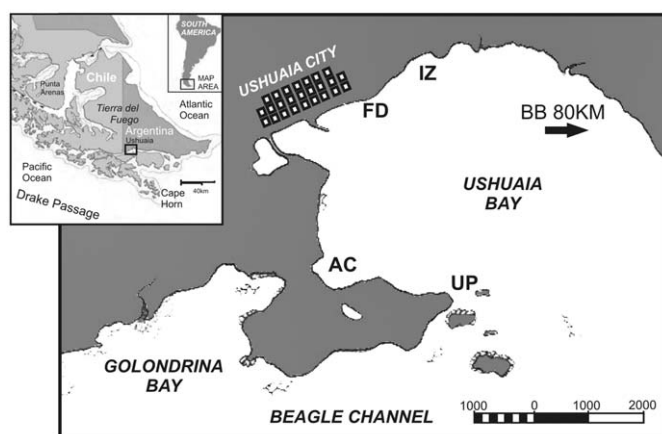 SOUTH
AMERICA
MAP
AREA
Chile
Punta
Arenas
Tierra del
Fuego
Atlantic
Ocean
Argentina
Ushuaia
Pacific
Ocean
40km
Cape
Horn
Drake Passage
USHUAIA CITY
IZ
FD
BB 80KM
USHUAIA
BAY
AC
UP
GOLONDRINA
BAY
BEAGLE CHANNEL
1000 0 1000 2000